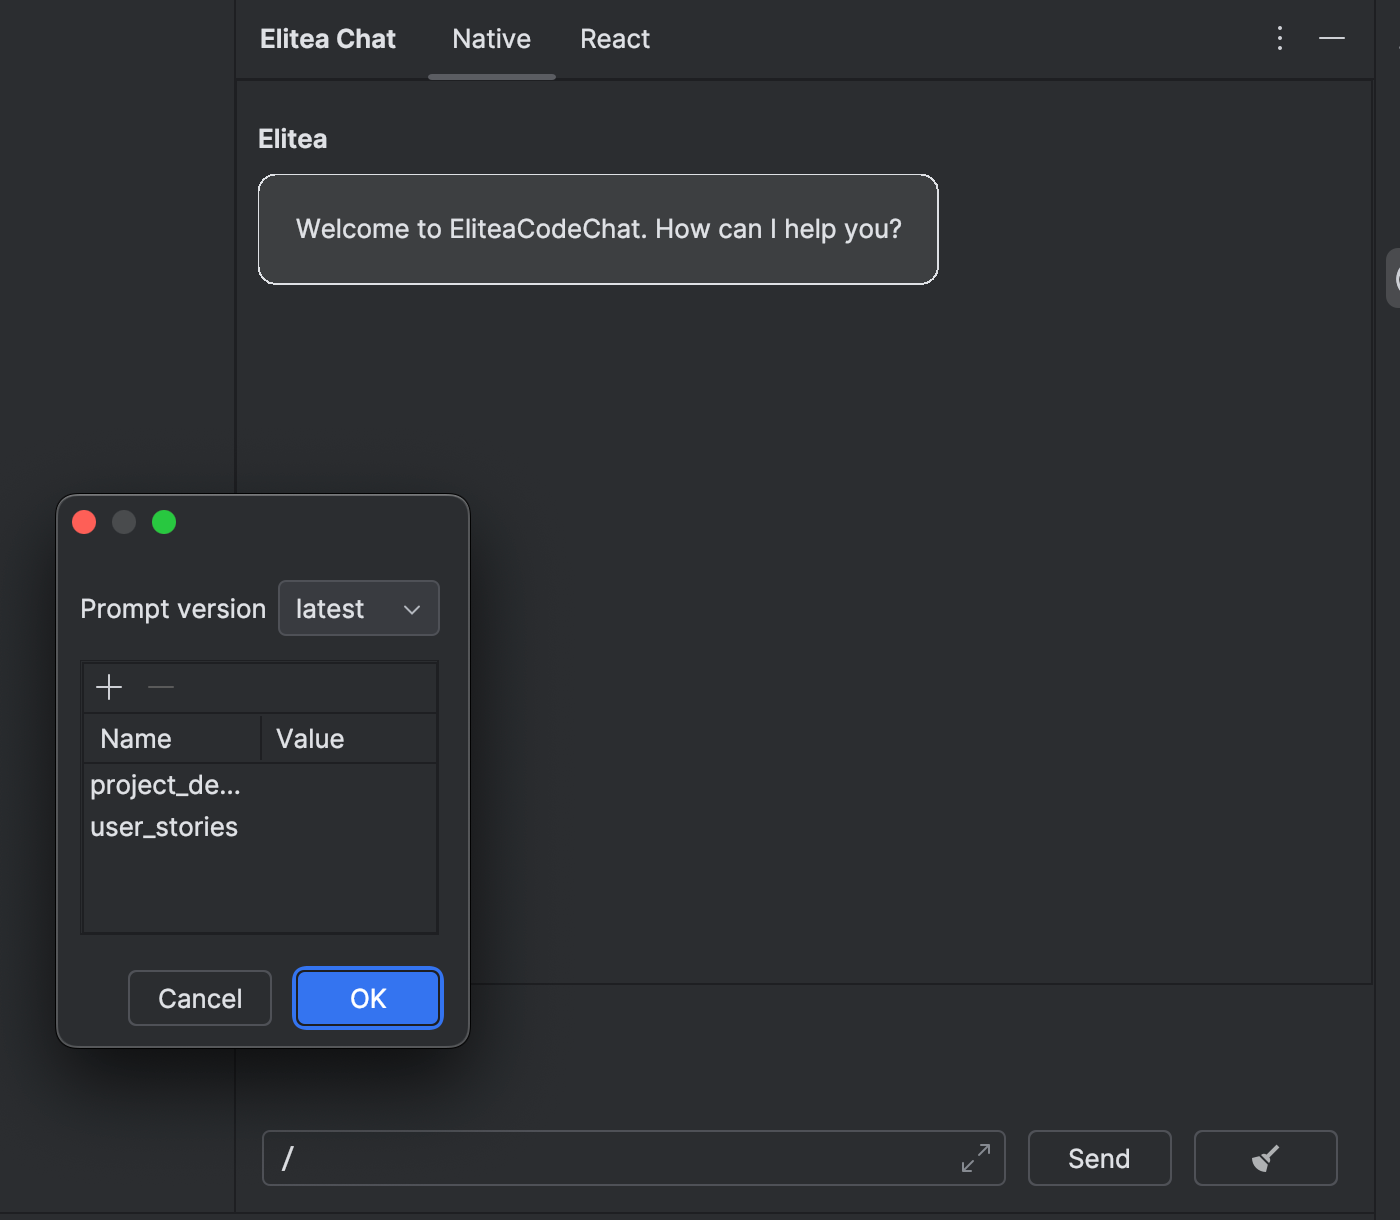 Elitea Chat Native React
Elitea
Welcome to EliteaCodeChat. How can I help you?
Prompt version latest
Name Value
project_de...
user_stories
Cancel OK
/ Send